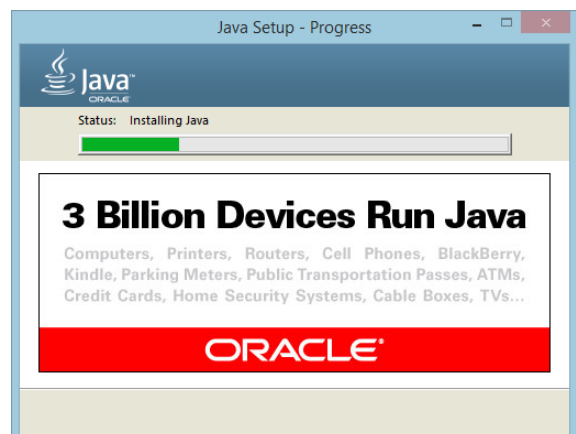 Java Setup - Progress
Java™
ORACLE
Status: Installing Java
3 Billion Devices Run Java
Computers, Printers, Routers, Cell Phones, BlackBerry,
Kindle, Parking Meters, Public Transportation Passes, ATMs,
Credit Cards, Home Security Systems, Cable Boxes, TVs...
ORACLE®